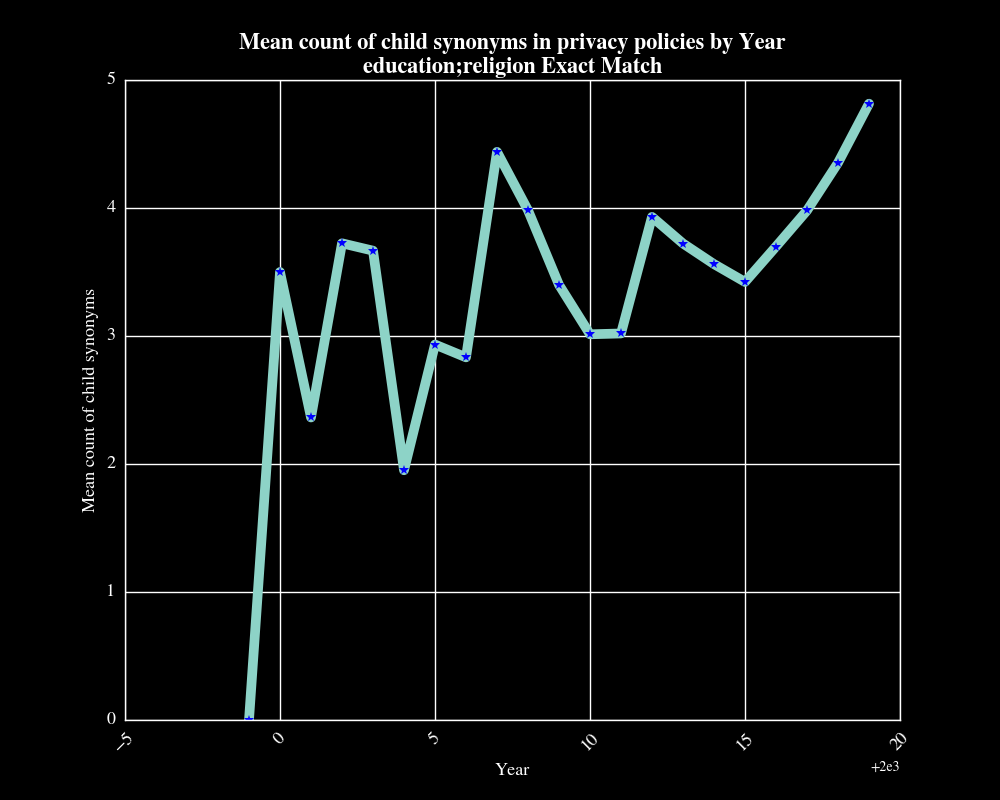 Mean count of child synonyms in privacy policies by Year
education;religion Exact Match
5
4
3
2
1
0
Mean count of child synonyms
−5
0
5
10
15
20
Year
+2e3